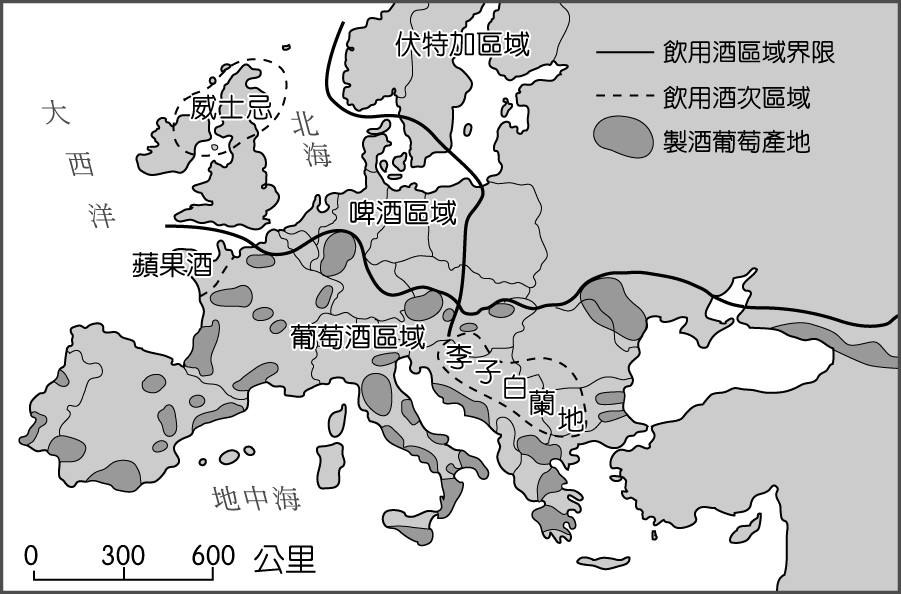 伏特加區域
飲用酒區域界限
飲用酒次區域
製酒葡萄產地
大西洋
威士忌
北海
啤酒區域
蘋果酒
葡萄酒區域
李子白蘭地
地中海
0 300 600 公里